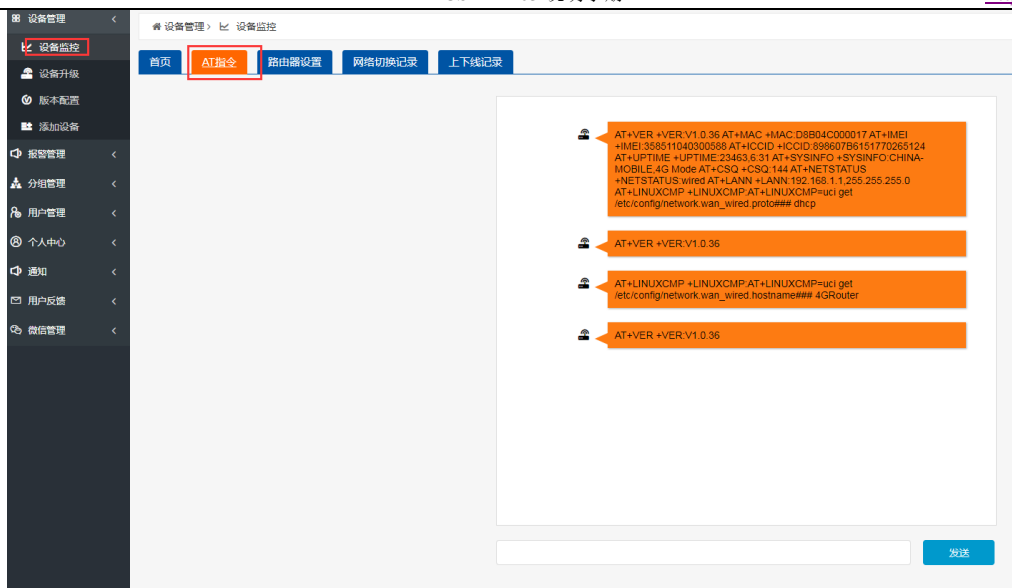 设备管理
设备监控
设备升级
版本配置
添加设备
报警管理
分组管理
用户管理
个人中心
通知
用户反馈
微信管理
设备管理> 设备监控
首页 AT指令 路由器设置 网络切换记录 上下线记录
AT+VER +VER:V1.0.36 AT+MAC +MAC:D8B04C000017 AT+IMEI
+IMEI:358511040300588 AT+ICCID +ICCID:898607B6151770265124
AT+UPTIME +UPTIME:23463,6:31 AT+SYSINFO +SYSINFO:CHINA-
MOBILE,4G Mode AT+CSQ +CSQ:144 AT+NETSTATUS
+NETSTATUS:wired AT+LANN +LANN:192.168.1.1,255.255.255.0
AT+LINUXCMP +LINUXCMP:AT+LINUXCMP=uci get
/etc/config/network.wan_wired.proto### dhcp
AT+VER +VER:V1.0.36
AT+LINUXCMP +LINUXCMP:AT+LINUXCMP=uci get
/etc/config/network.wan_wired.hostname### 4GRouter
AT+VER +VER:V1.0.36
发送